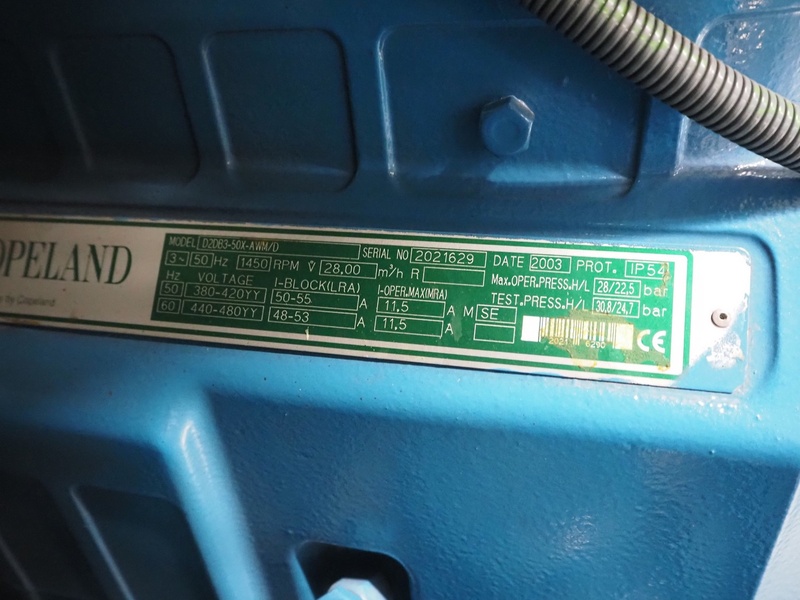 COPELAND
by Copeland
MODEL D2DB3-50X-AWM/D SERIAL NO 2021629 DATE 2003 PROT. IP54
3~ 50 Hz 1450 RPM V̇ 28,00 m³/h R Max.OPER.PRESS.H/L 28/22,5 bar
Hz VOLTAGE I-BLOCK(LRA) I-OPER.MAX(MRA) TEST.PRESS.H/L 30,8/24,7 bar
50 380-420YY 50-55 A 11,5 A M SE
60 440-480YY 48-53 A 11,5 A
CE